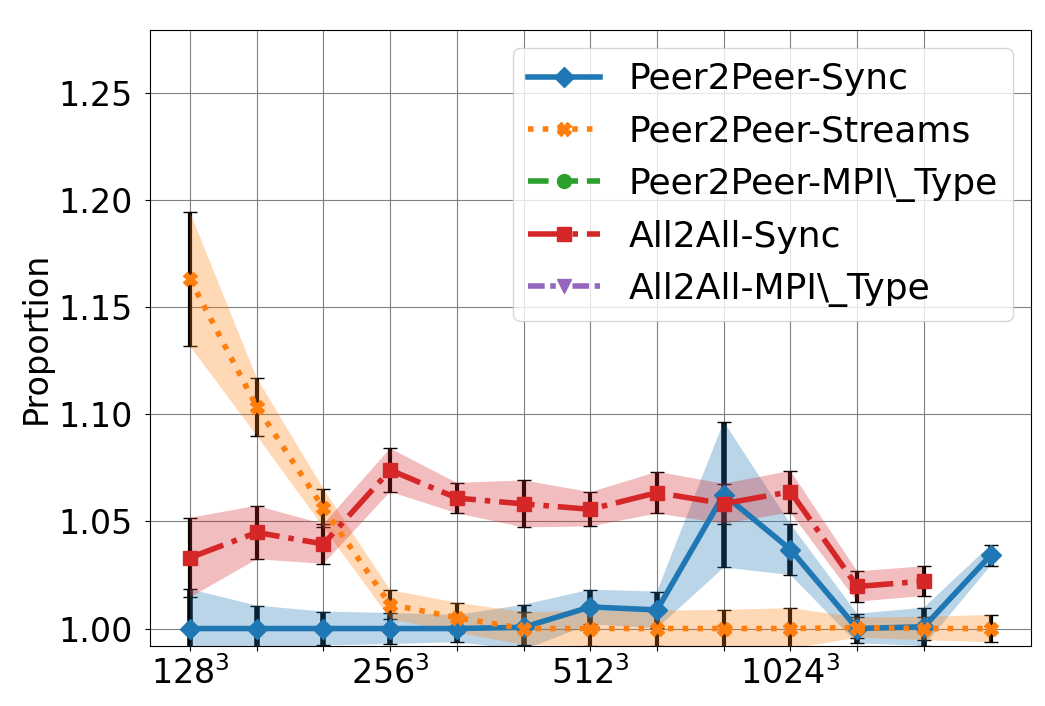 Proportion
1.25
1.20
1.15
1.10
1.05
1.00
128³
256³
512³
1024³
Peer2Peer-Sync
Peer2Peer-Streams
Peer2Peer-MPI\_Type
All2All-Sync
All2All-MPI\_Type